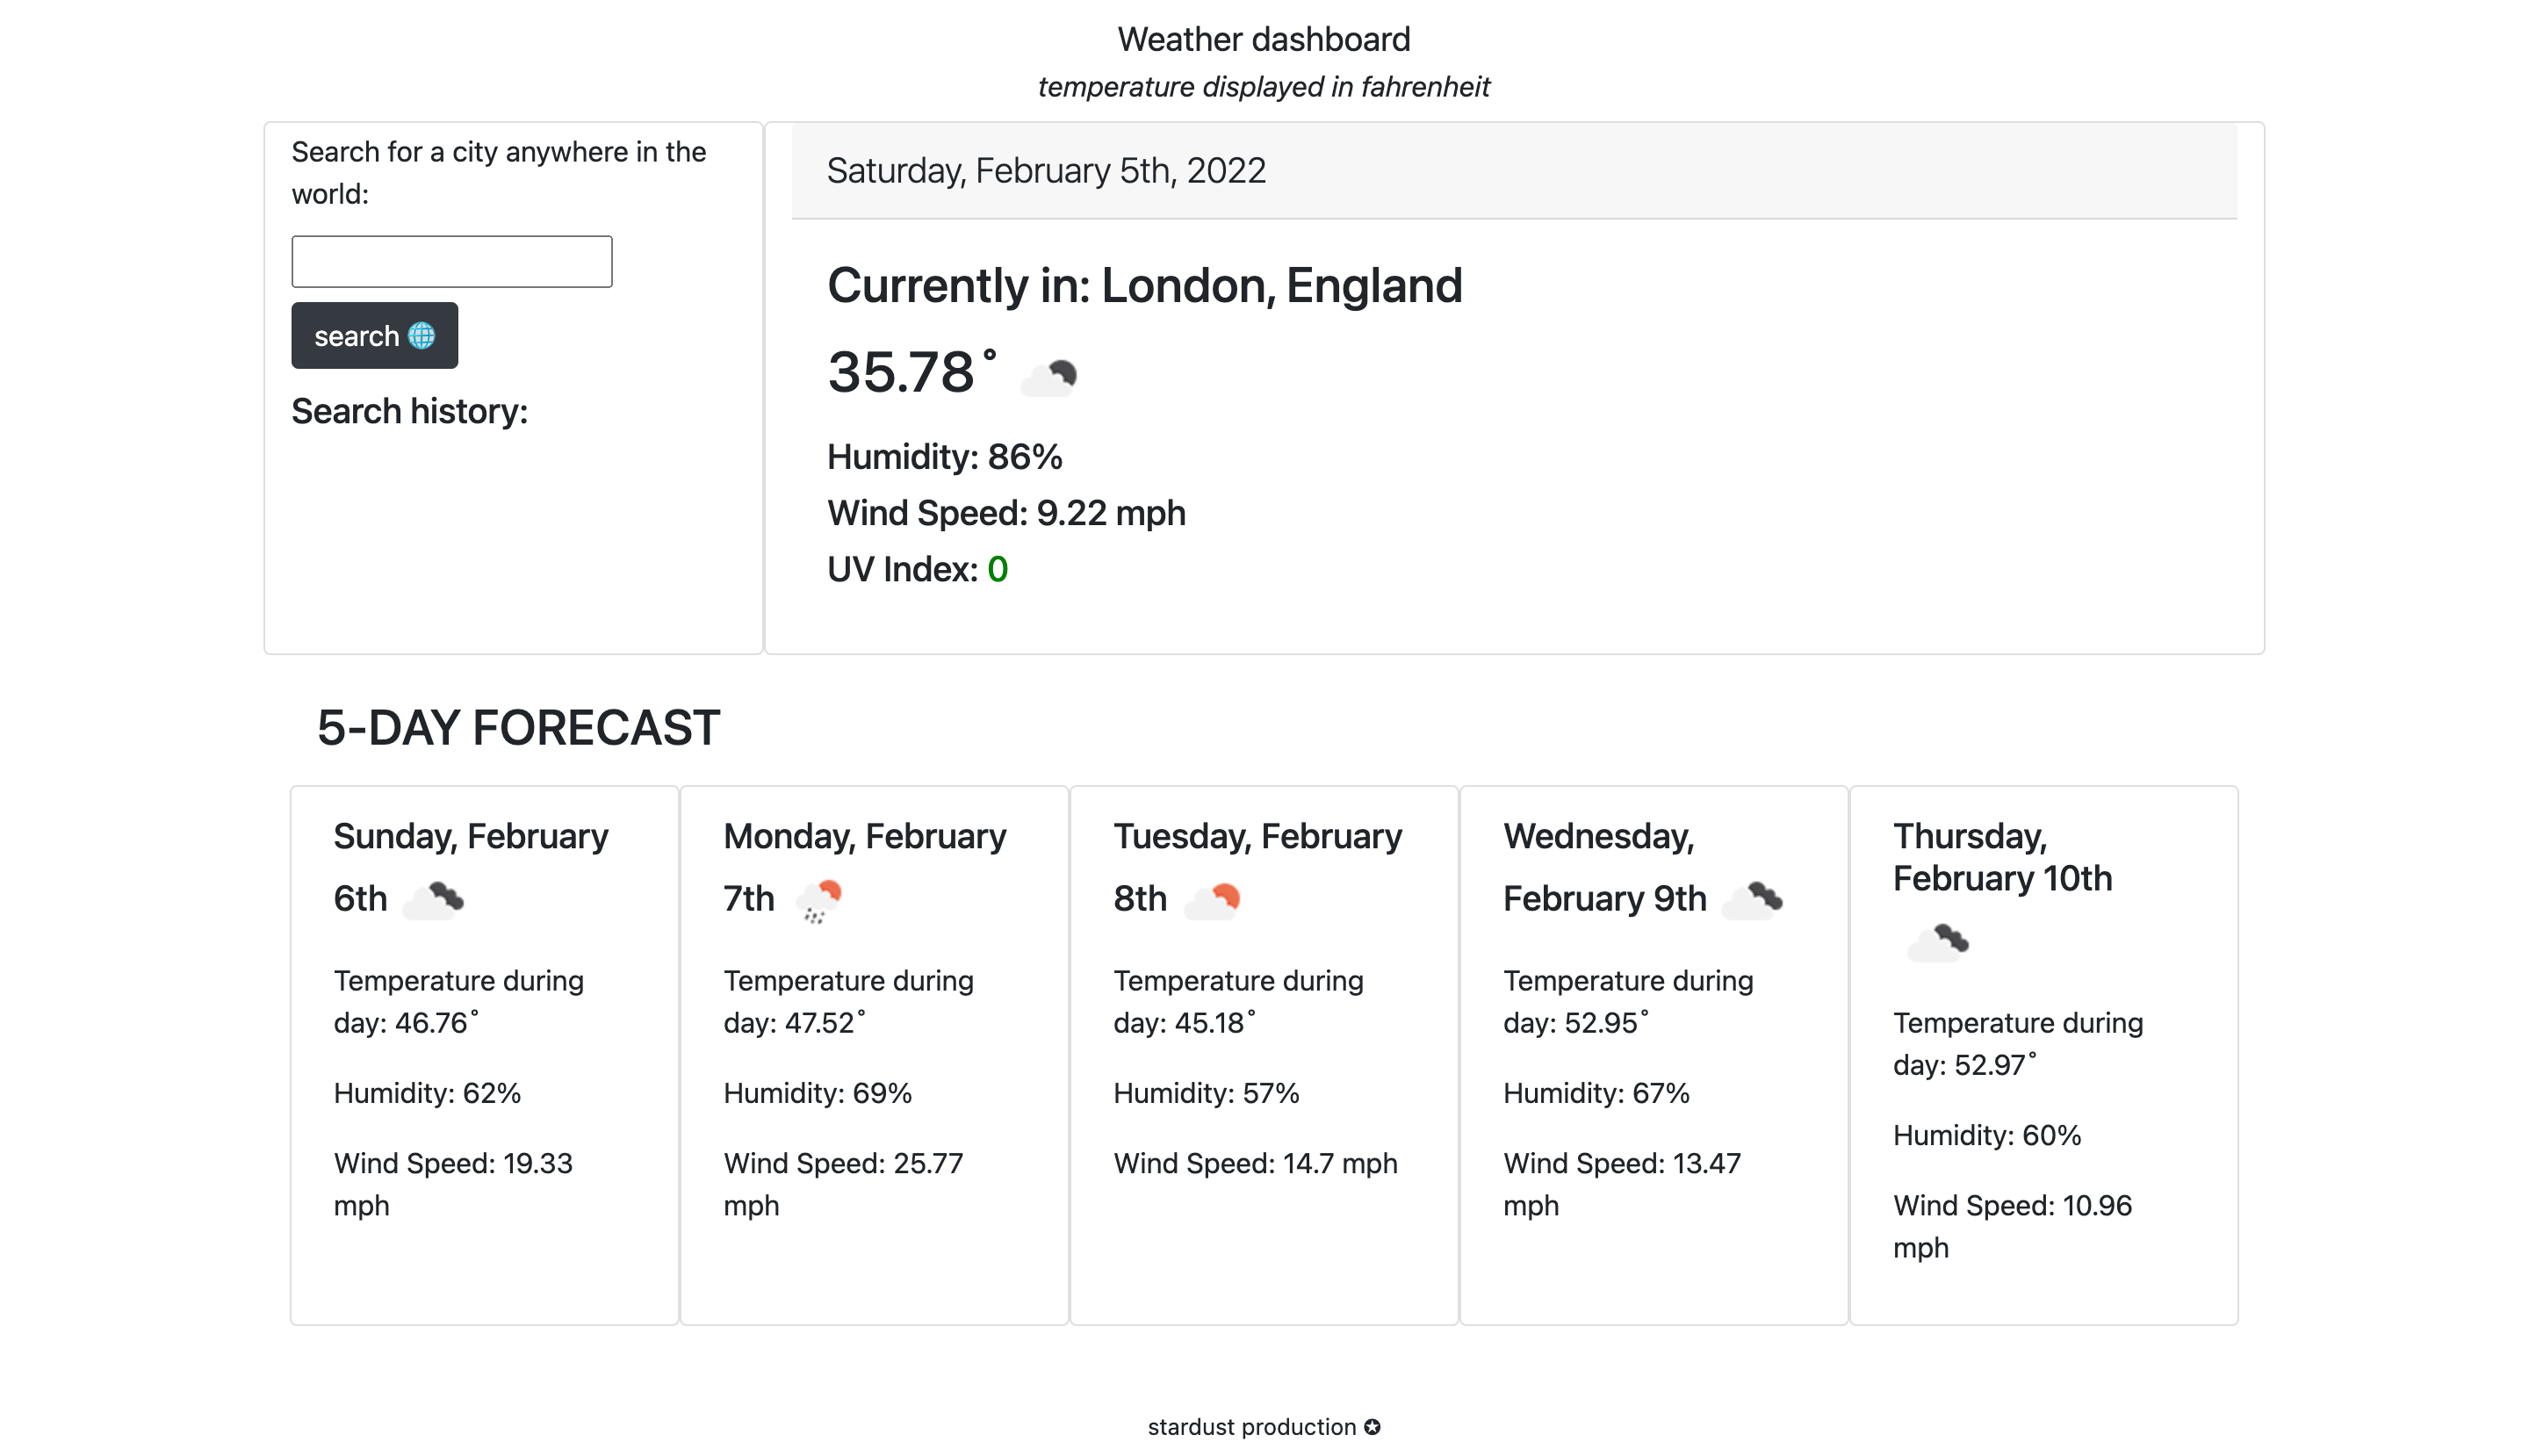 Weather dashboard
temperature displayed in fahrenheit
Search for a city anywhere in the
world:
search
Search history:
Saturday, February 5th, 2022
Currently in: London, England
35.78˚
Humidity: 86%
Wind Speed: 9.22 mph
UV Index: 0
5-DAY FORECAST
Sunday, February
6th
Temperature during
day: 46.76˚
Humidity: 62%
Wind Speed: 19.33
mph
Monday, February
7th
Temperature during
day: 47.52˚
Humidity: 69%
Wind Speed: 25.77
mph
Tuesday, February
8th
Temperature during
day: 45.18˚
Humidity: 57%
Wind Speed: 14.7 mph
Wednesday,
February 9th
Temperature during
day: 52.95˚
Humidity: 67%
Wind Speed: 13.47
mph
Thursday,
February 10th
Temperature during
day: 52.97˚
Humidity: 60%
Wind Speed: 10.96
mph
stardust production ✪